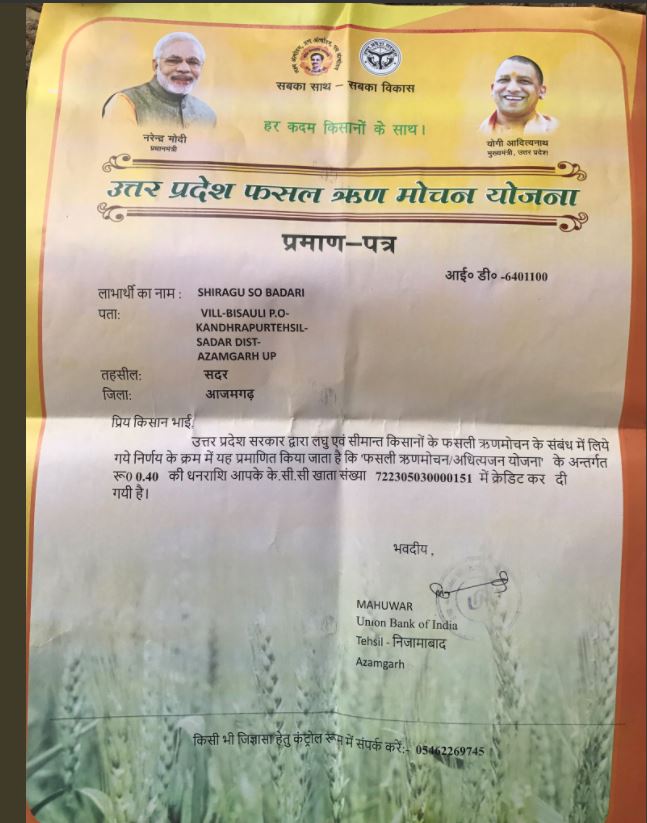 सबका साथ – सबका विकास
हर कदम किसानों के साथ।
नरेन्द्र मोदी
प्रधानमंत्री
योगी आदित्यनाथ
मुख्यमंत्री, उत्तर प्रदेश
उत्तर प्रदेश फसल ऋण मोचन योजना
प्रमाण–पत्र
आई० डी० -6401100
लाभार्थी का नाम : SHIRAGU SO BADARI
पता: VILL-BISAULI P.O-
KANDHRAPURTEHSIL-
SADAR DIST-
AZAMGARH UP
तहसील: सदर
जिला: आजमगढ़
प्रिय किसान भाई,
उत्तर प्रदेश सरकार द्वारा लघु एवं सीमान्त किसानों के फसली ऋणमोचन के संबंध में लिये
गये निर्णय के क्रम में यह प्रमाणित किया जाता है कि 'फसली ऋणमोचन/अधित्यजन योजना' के अन्तर्गत
रू0 0.40 की धनराशि आपके के.सी.सी खाता संख्या 722305030000151 में क्रेडिट कर दी
गयी है।
भवदीय ,
MAHUWAR
Union Bank of India
Tehsil - निजामाबाद
Azamgarh
किसी भी जिज्ञासा हेतु कंट्रोल रूम में संपर्क करें:- 05462269745